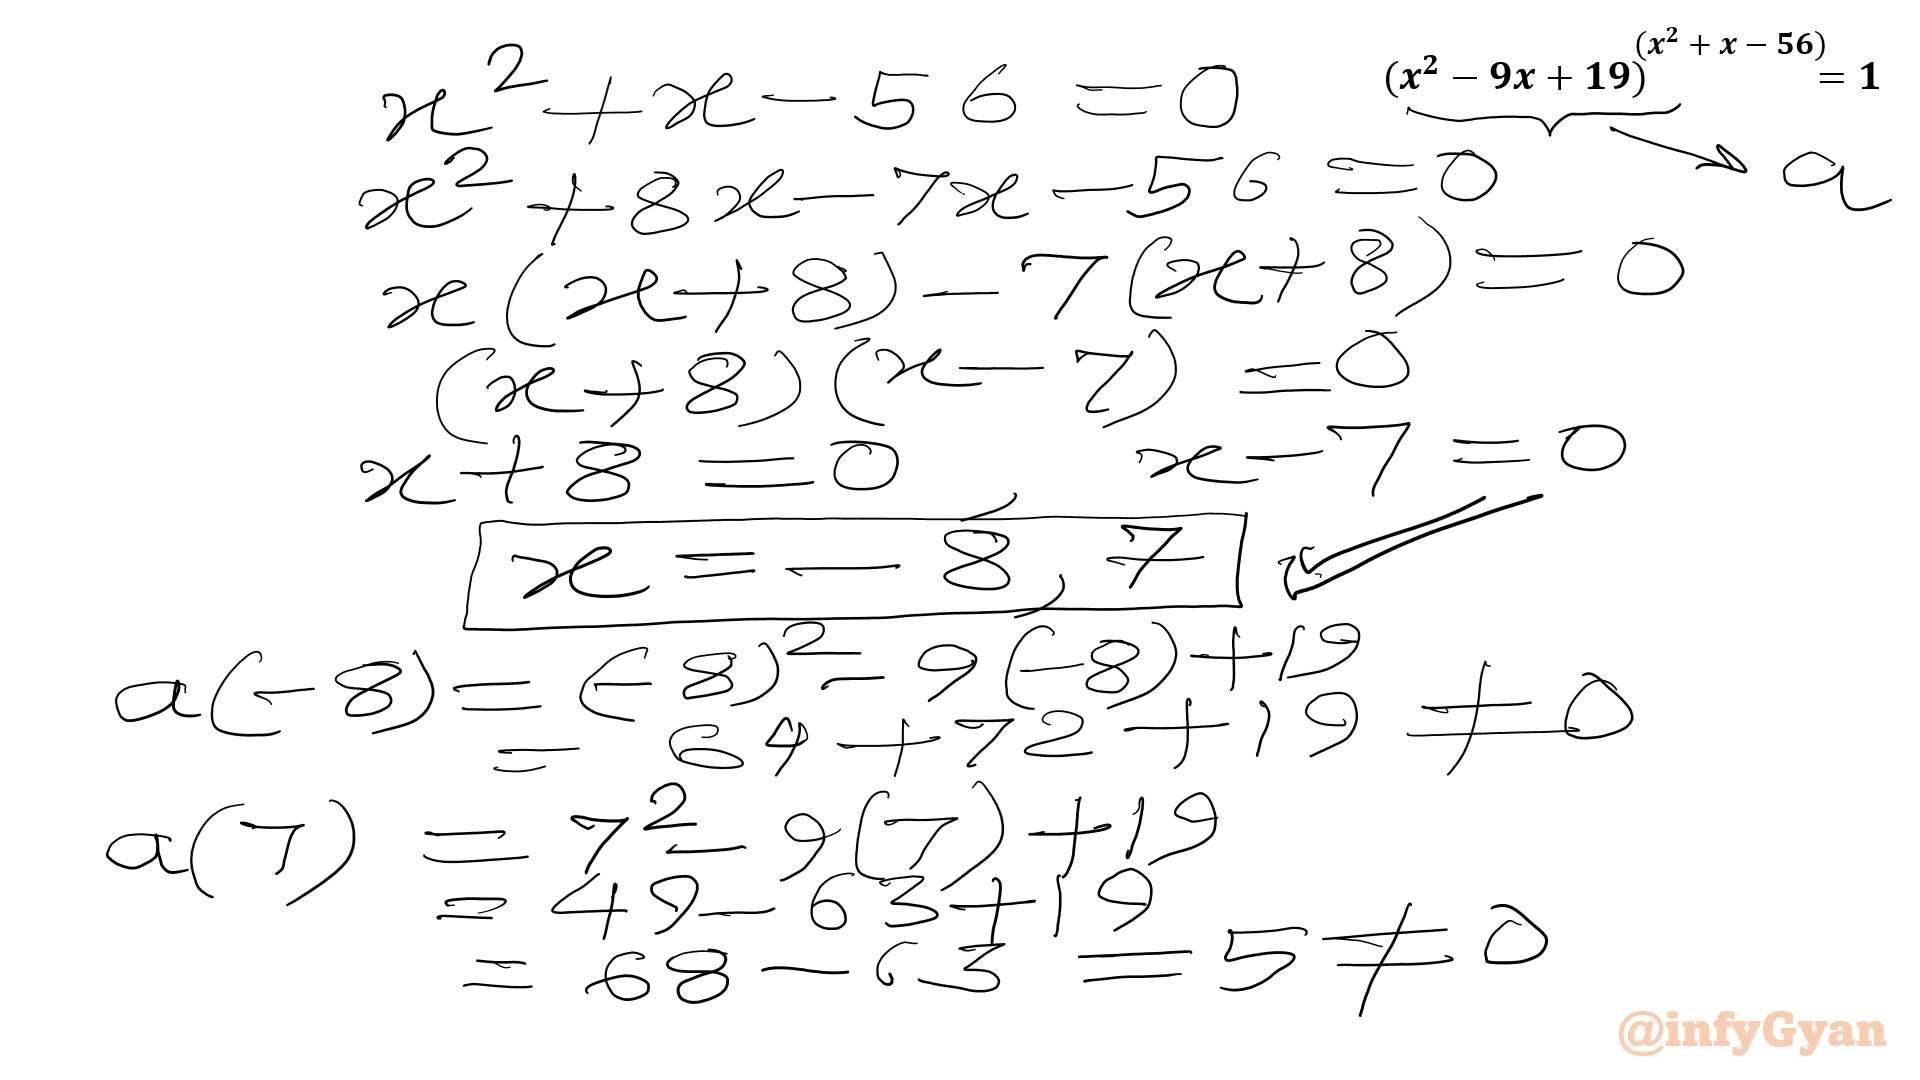 (x² − 9x + 19)^(x² + x − 56) = 1
x² + x − 56 = 0
a
x² + 8x − 7x − 56 = 0
x(x + 8) − 7(x + 8) = 0
(x + 8)(x − 7) = 0
x + 8 = 0 x − 7 = 0
x = − 8, 7
a(−8) = (−8)² − 9(−8) + 19
= 64 + 72 + 19 ≠ 0
a(7) = 7² − 9(7) + 19
= 49 − 63 + 19
= 68 − 63 = 5 ≠ 0
@infyGyan